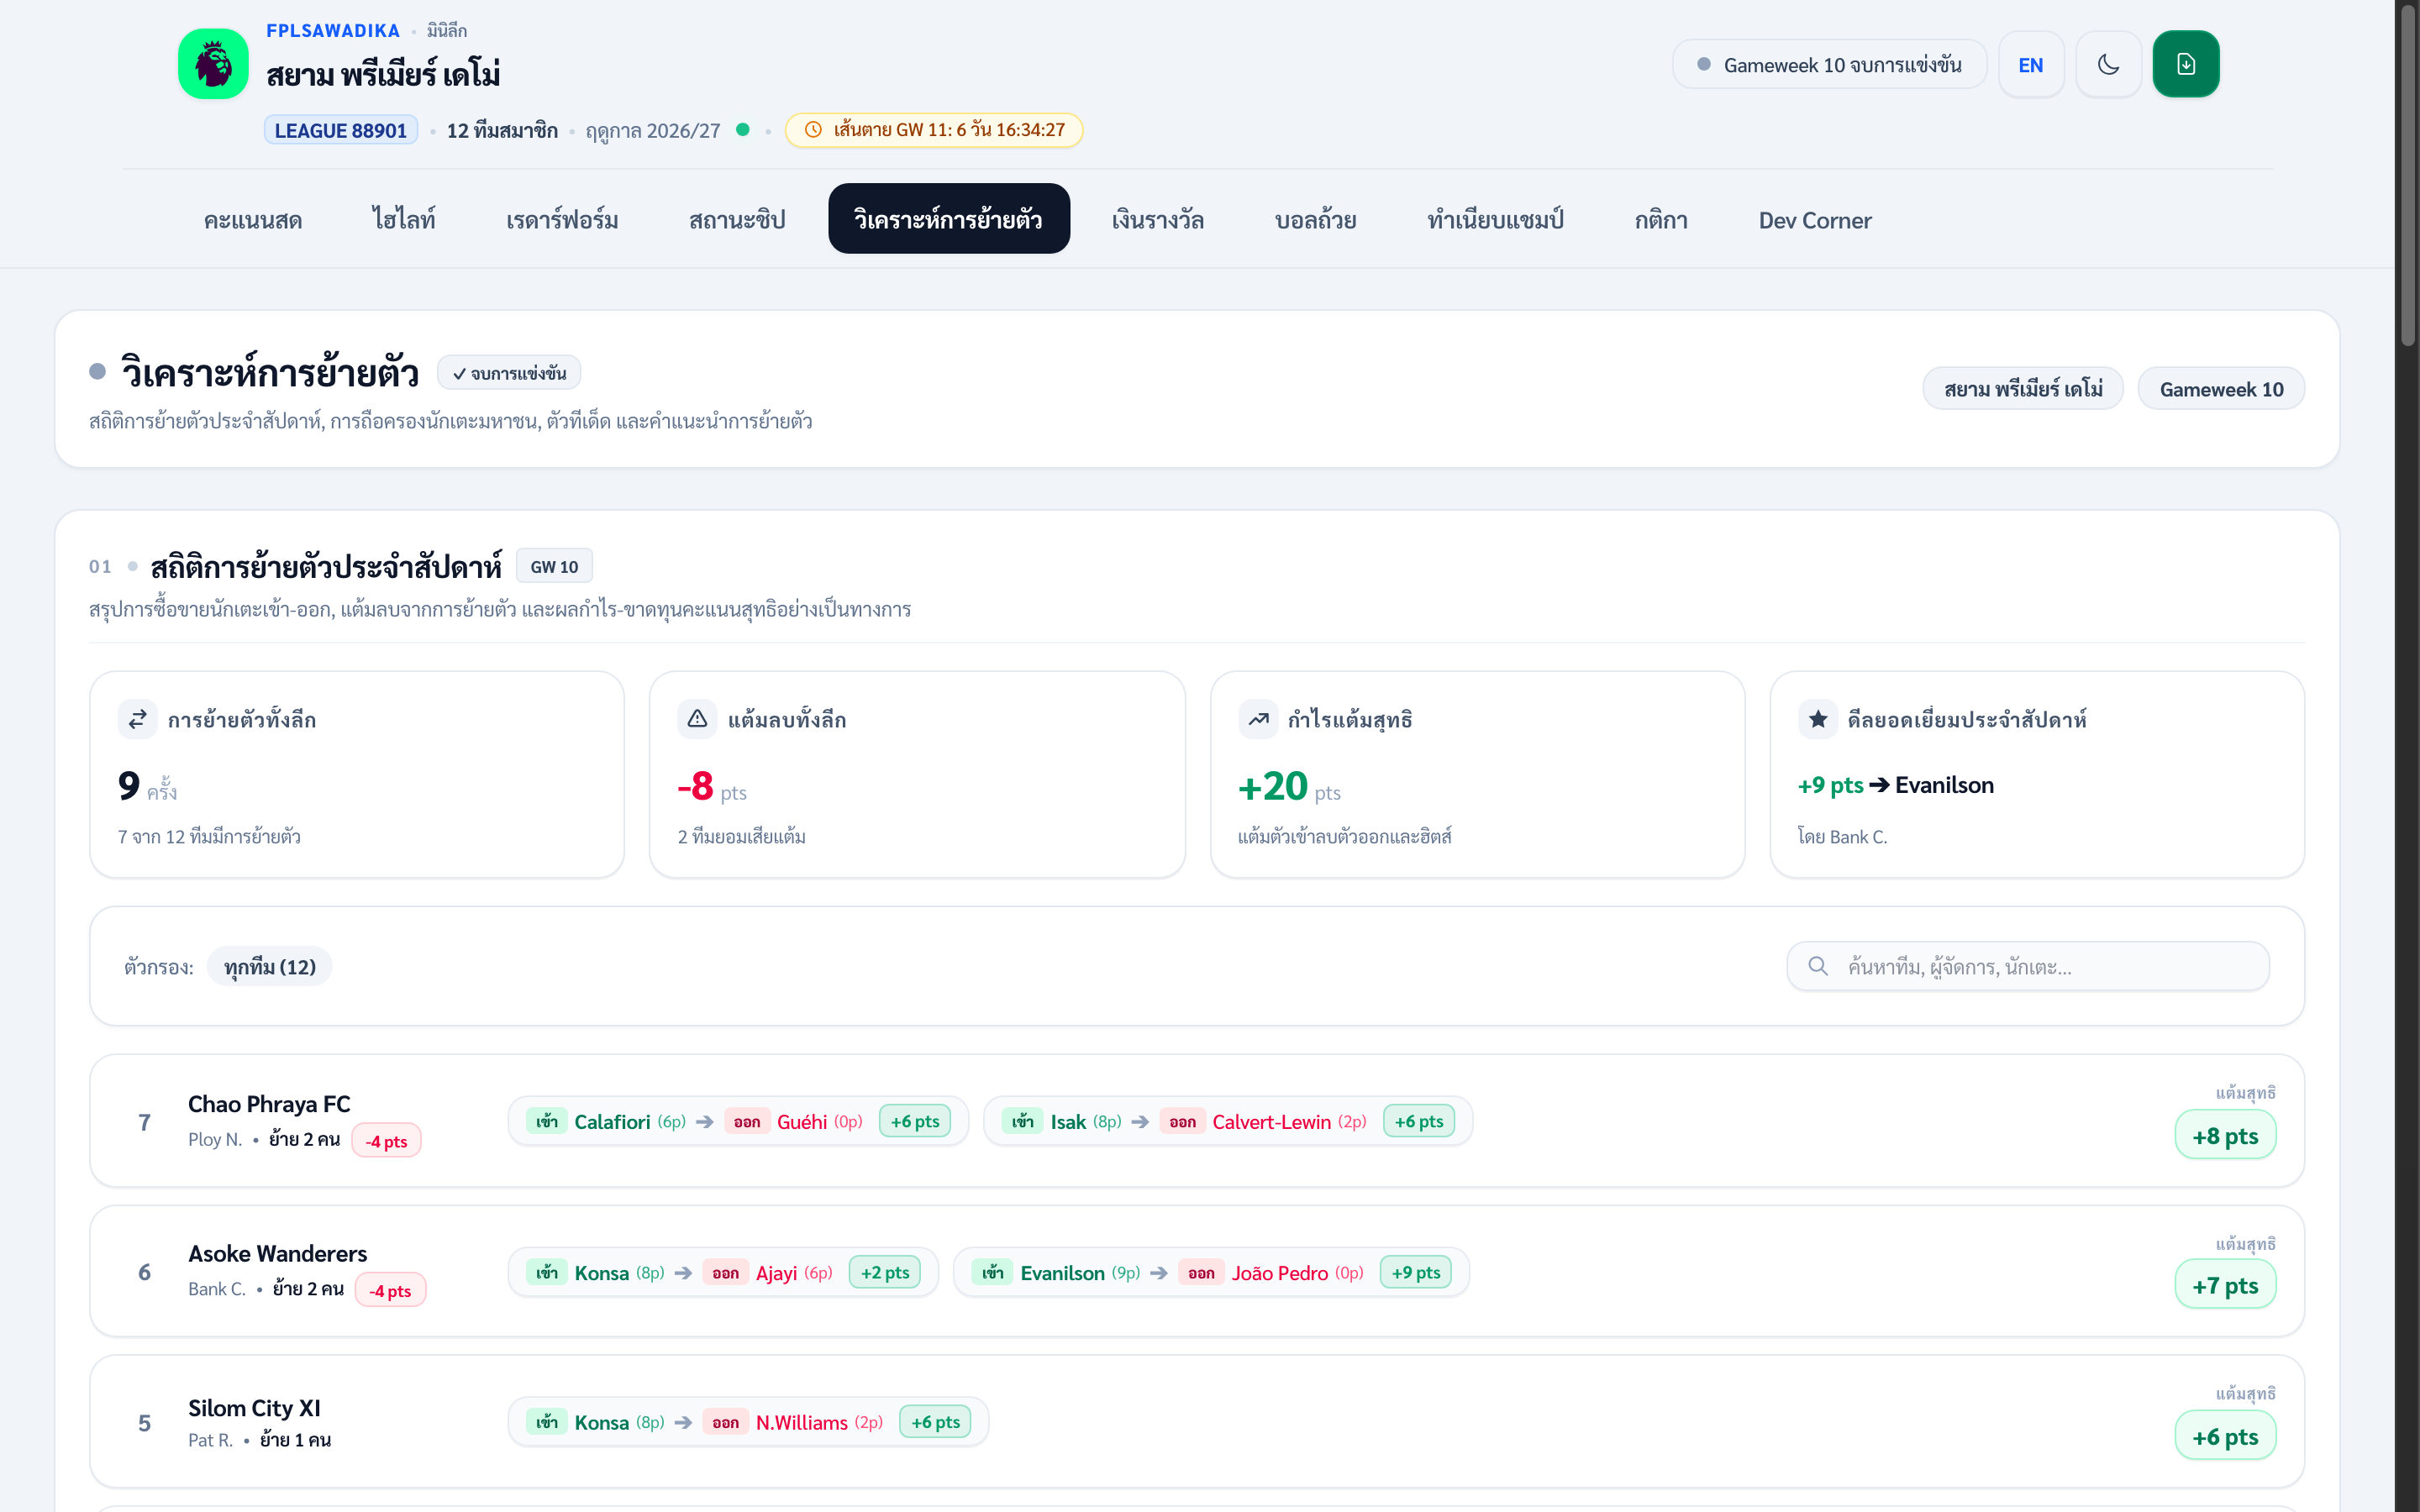 FPLSAWADIKA • มินิลีก
สยาม พรีเมียร์ เดโม่
LEAGUE 88901 • 12 ทีมสมาชิก • ฤดูกาล 2026/27 • เส้นตาย GW 11: 6 วัน 16:34:27
Gameweek 10 จบการแข่งขัน
EN
คะแนนสด ไฮไลท์ เรดาร์ฟอร์ม สถานะชิป วิเคราะห์การย้ายตัว เงินรางวัล บอลถ้วย ทำเนียบแชมป์ กติกา Dev Corner
วิเคราะห์การย้ายตัว ✓ จบการแข่งขัน
สถิติการย้ายตัวประจำสัปดาห์, การถือครองนักเตะมหาชน, ตัวทีเด็ด และคำแนะนำการย้ายตัว
สยาม พรีเมียร์ เดโม่ Gameweek 10
01 • สถิติการย้ายตัวประจำสัปดาห์ GW 10
สรุปการซื้อขายนักเตะเข้า-ออก, แต้มลบจากการย้ายตัว และผลกำไร-ขาดทุนคะแนนสุทธิอย่างเป็นทางการ
การย้ายตัวทั้งลีก
9 ครั้ง
7 จาก 12 ทีมมีการย้ายตัว
แต้มลบทั้งลีก
-8 pts
2 ทีมยอมเสียแต้ม
กำไรแต้มสุทธิ
+20 pts
แต้มตัวเข้าลบตัวออกและฮิตส์
ดีลยอดเยี่ยมประจำสัปดาห์
+9 pts ➔ Evanilson
โดย Bank C.
ตัวกรอง: ทุกทีม (12)
ค้นหาทีม, ผู้จัดการ, นักเตะ...
7
Chao Phraya FC
Ploy N. • ย้าย 2 คน -4 pts
เข้า Calafiori (6p) ➔ ออก Guéhi (0p) +6 pts
เข้า Isak (8p) ➔ ออก Calvert-Lewin (2p) +6 pts
แต้มสุทธิ
+8 pts
6
Asoke Wanderers
Bank C. • ย้าย 2 คน -4 pts
เข้า Konsa (8p) ➔ ออก Ajayi (6p) +2 pts
เข้า Evanilson (9p) ➔ ออก João Pedro (0p) +9 pts
แต้มสุทธิ
+7 pts
5
Silom City XI
Pat R. • ย้าย 1 คน
เข้า Konsa (8p) ➔ ออก N.Williams (2p) +6 pts
แต้มสุทธิ
+6 pts